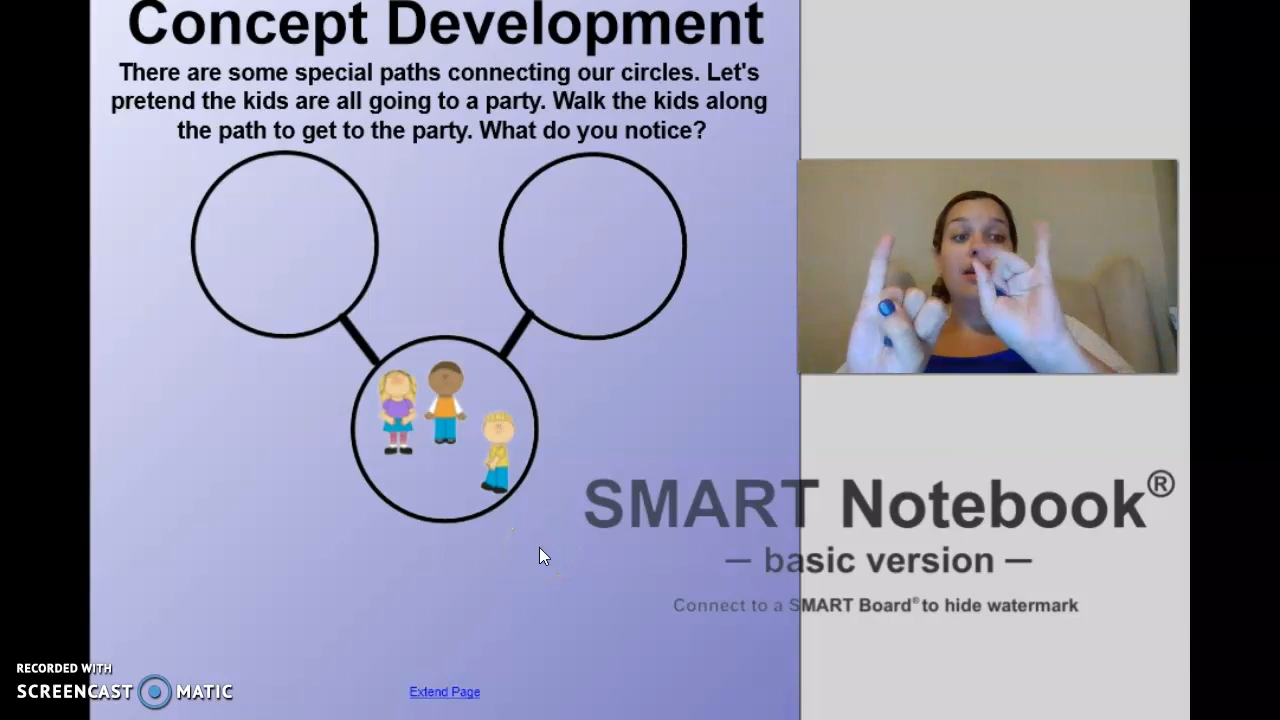 Concept Development
There are some special paths connecting our circles. Let's
pretend the kids are all going to a party. Walk the kids along
the path to get to the party. What do you notice?
SMART Notebook®
— basic version —
Connect to a SMART Board® to hide watermark
RECORDED WITH
SCREENCAST MATIC
Extend Page